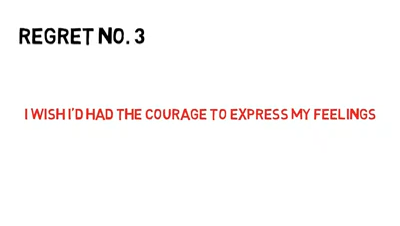 REGRET NO. 3
I WISH I'D HAD THE COURAGE TO EXPRESS MY FEELINGS